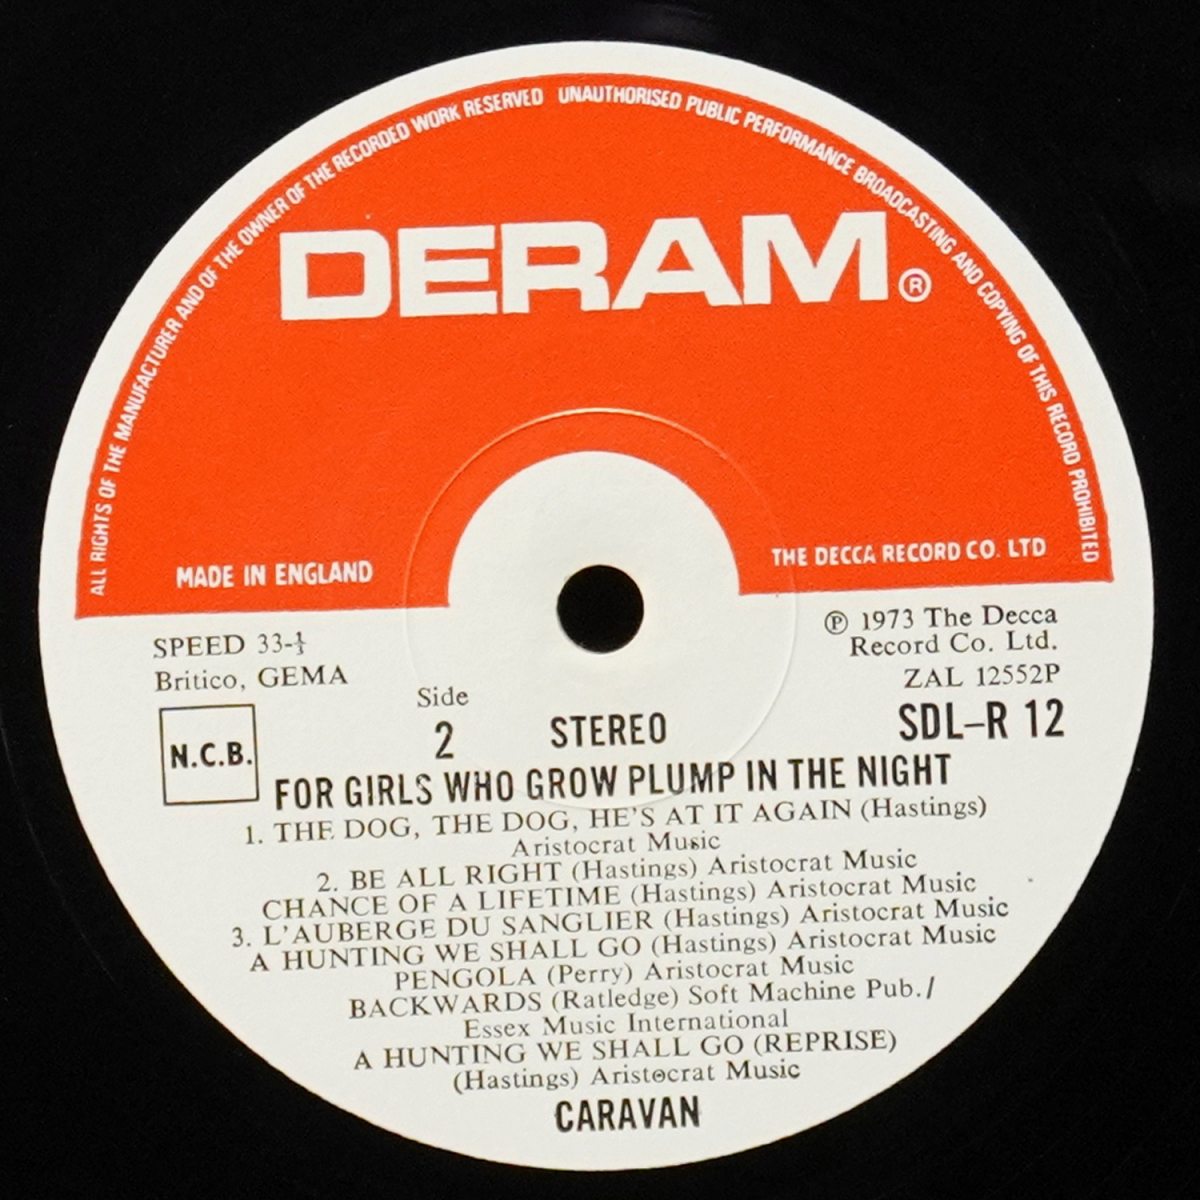 ALL RIGHTS OF THE MANUFACTURER AND OF THE OWNER OF THE RECORDED WORK RESERVED UNAUTHORISED PUBLIC PERFORMANCE BROADCASTING AND COPYING OF THIS RECORD PROHIBITED
DERAM®
MADE IN ENGLAND
THE DECCA RECORD CO. LTD
SPEED 33-⅓
Britico, GEMA
N.C.B.
℗ 1973 The Decca
Record Co. Ltd.
ZAL 12552P
Side
2
STEREO
SDL–R 12
FOR GIRLS WHO GROW PLUMP IN THE NIGHT
1. THE DOG, THE DOG, HE'S AT IT AGAIN (Hastings)
Aristocrat Music
2. BE ALL RIGHT (Hastings) Aristocrat Music
CHANCE OF A LIFETIME (Hastings) Aristocrat Music
3. L'AUBERGE DU SANGLIER (Hastings) Aristocrat Music
A HUNTING WE SHALL GO (Hastings) Aristocrat Music
PENGOLA (Perry) Aristocrat Music
BACKWARDS (Ratledge) Soft Machine Pub./
Essex Music International
A HUNTING WE SHALL GO (REPRISE)
(Hastings) Aristocrat Music
CARAVAN